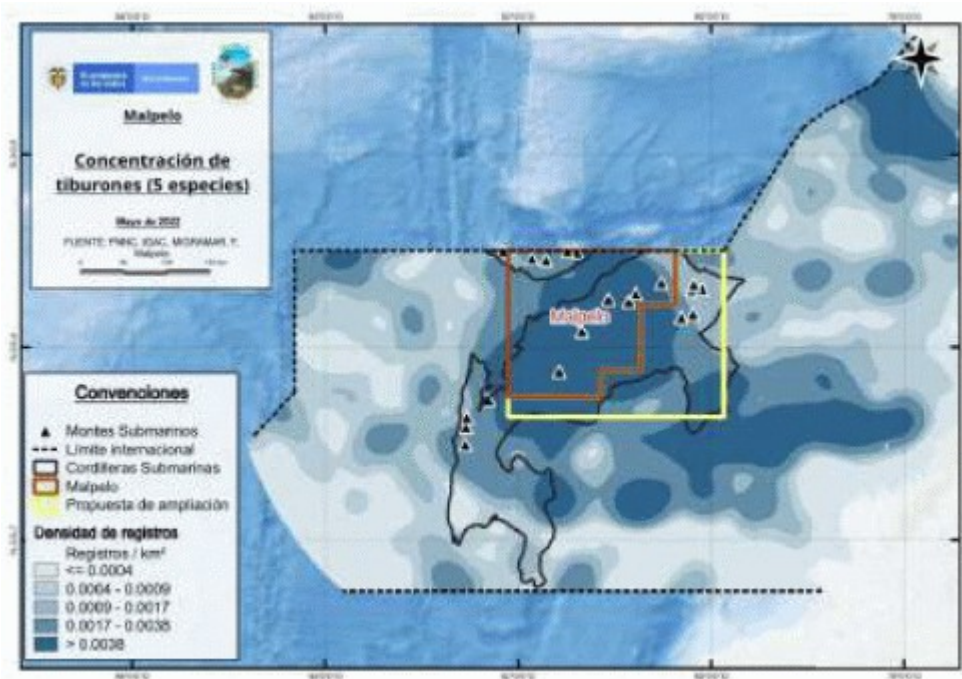 Malpelo
Concentración de
tiburones (5 especies)
Mayo de 2022
FUENTE: PNNC, IGAC, MIGRAMAR, F.
Malpelo
Malpelo
Convenciones
Montes Submarinos
Límite internacional
Cordilleras Submarinas
Malpelo
Propuesta de ampliación
Densidad de registros
Registros / km²
<= 0.0004
0.0004 - 0.0009
0.0009 - 0.0017
0.0017 - 0.0038
> 0.0038